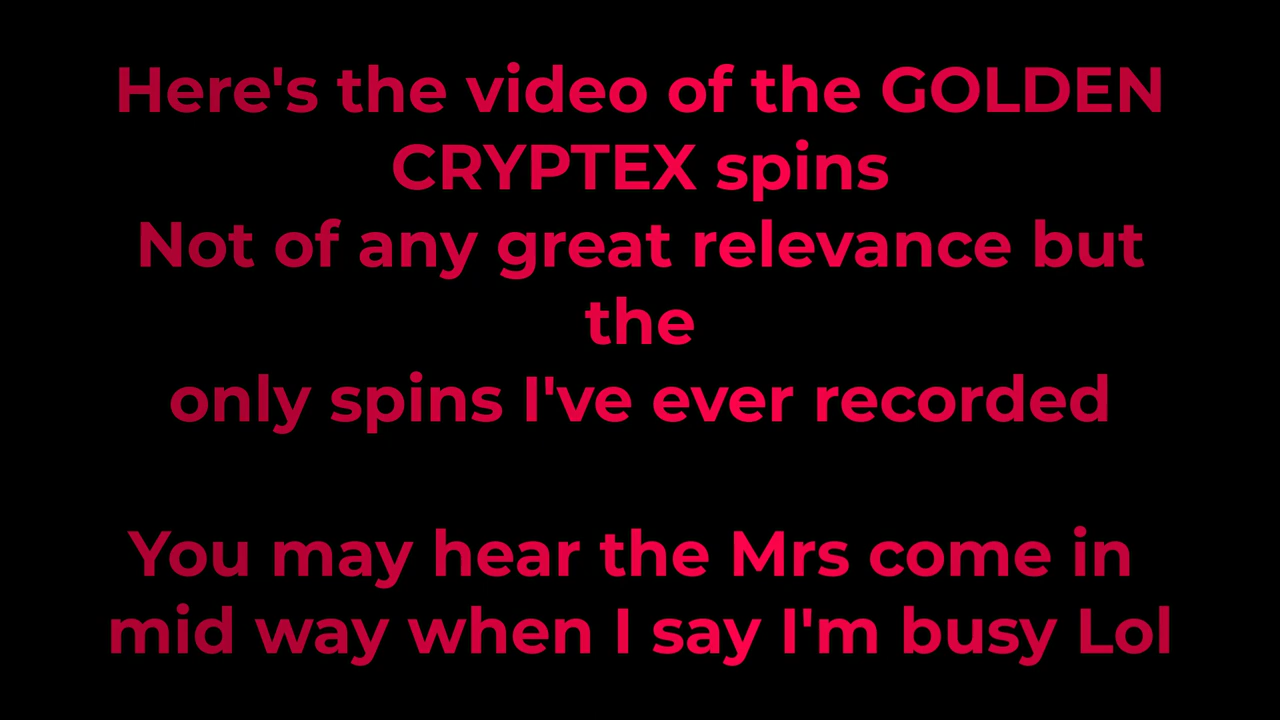 Here's the video of the GOLDEN
CRYPTEX spins
Not of any great relevance but
the
only spins I've ever recorded
You may hear the Mrs come in
mid way when I say I'm busy Lol